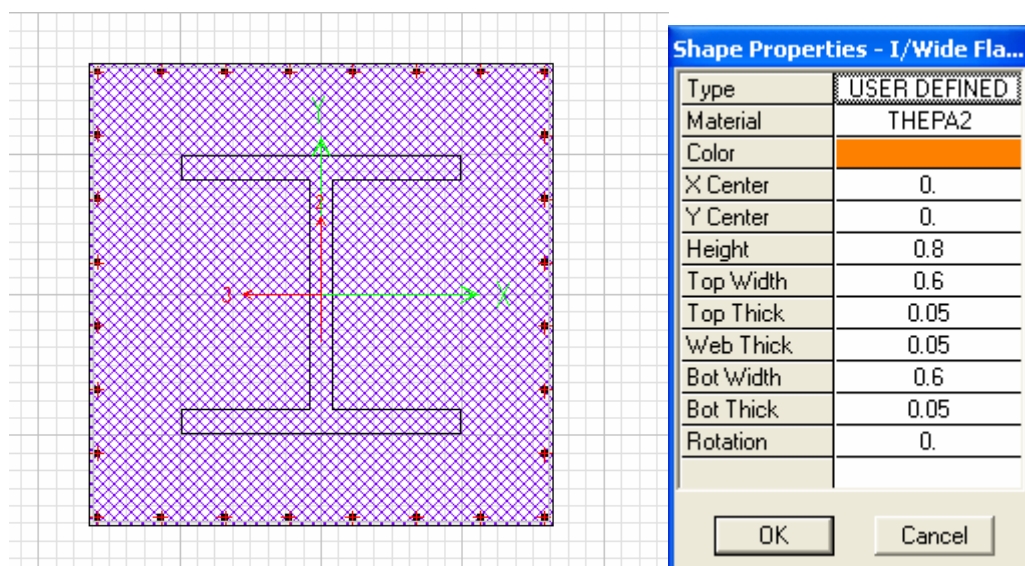 Y
2
3
X
Shape Properties - I/Wide Fla...
Type USER DEFINED
Material THEPA2
Color
X Center 0.
Y Center 0.
Height 0.8
Top Width 0.6
Top Thick 0.05
Web Thick 0.05
Bot Width 0.6
Bot Thick 0.05
Rotation 0.
OK Cancel